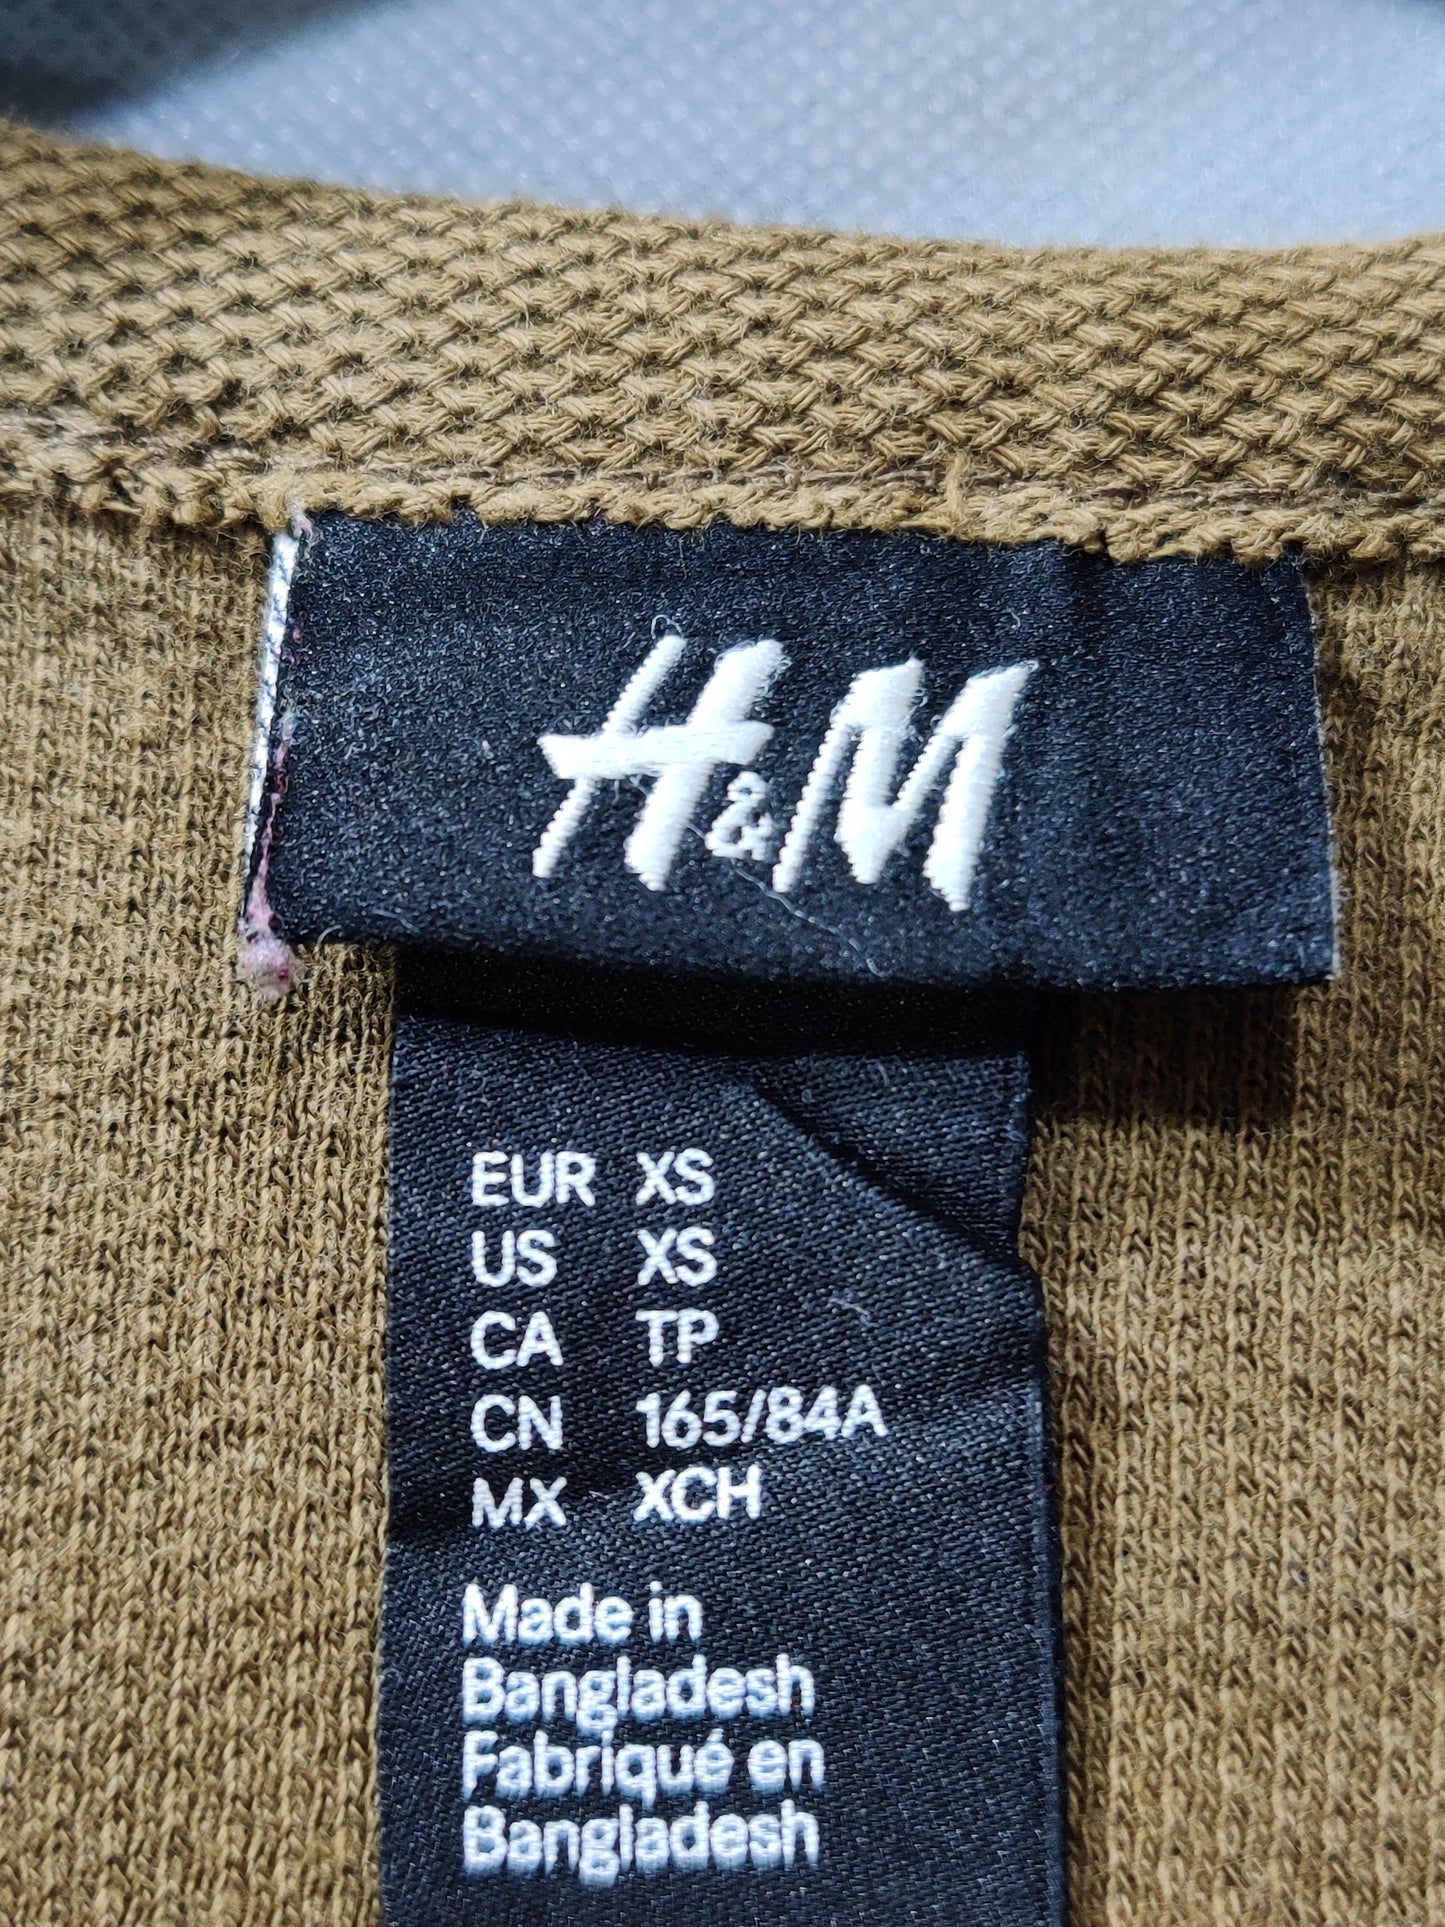 H&M
EUR XS
US XS
CA TP
CN 165/84A
MX XCH
Made in
Bangladesh
Fabriqué en
Bangladesh